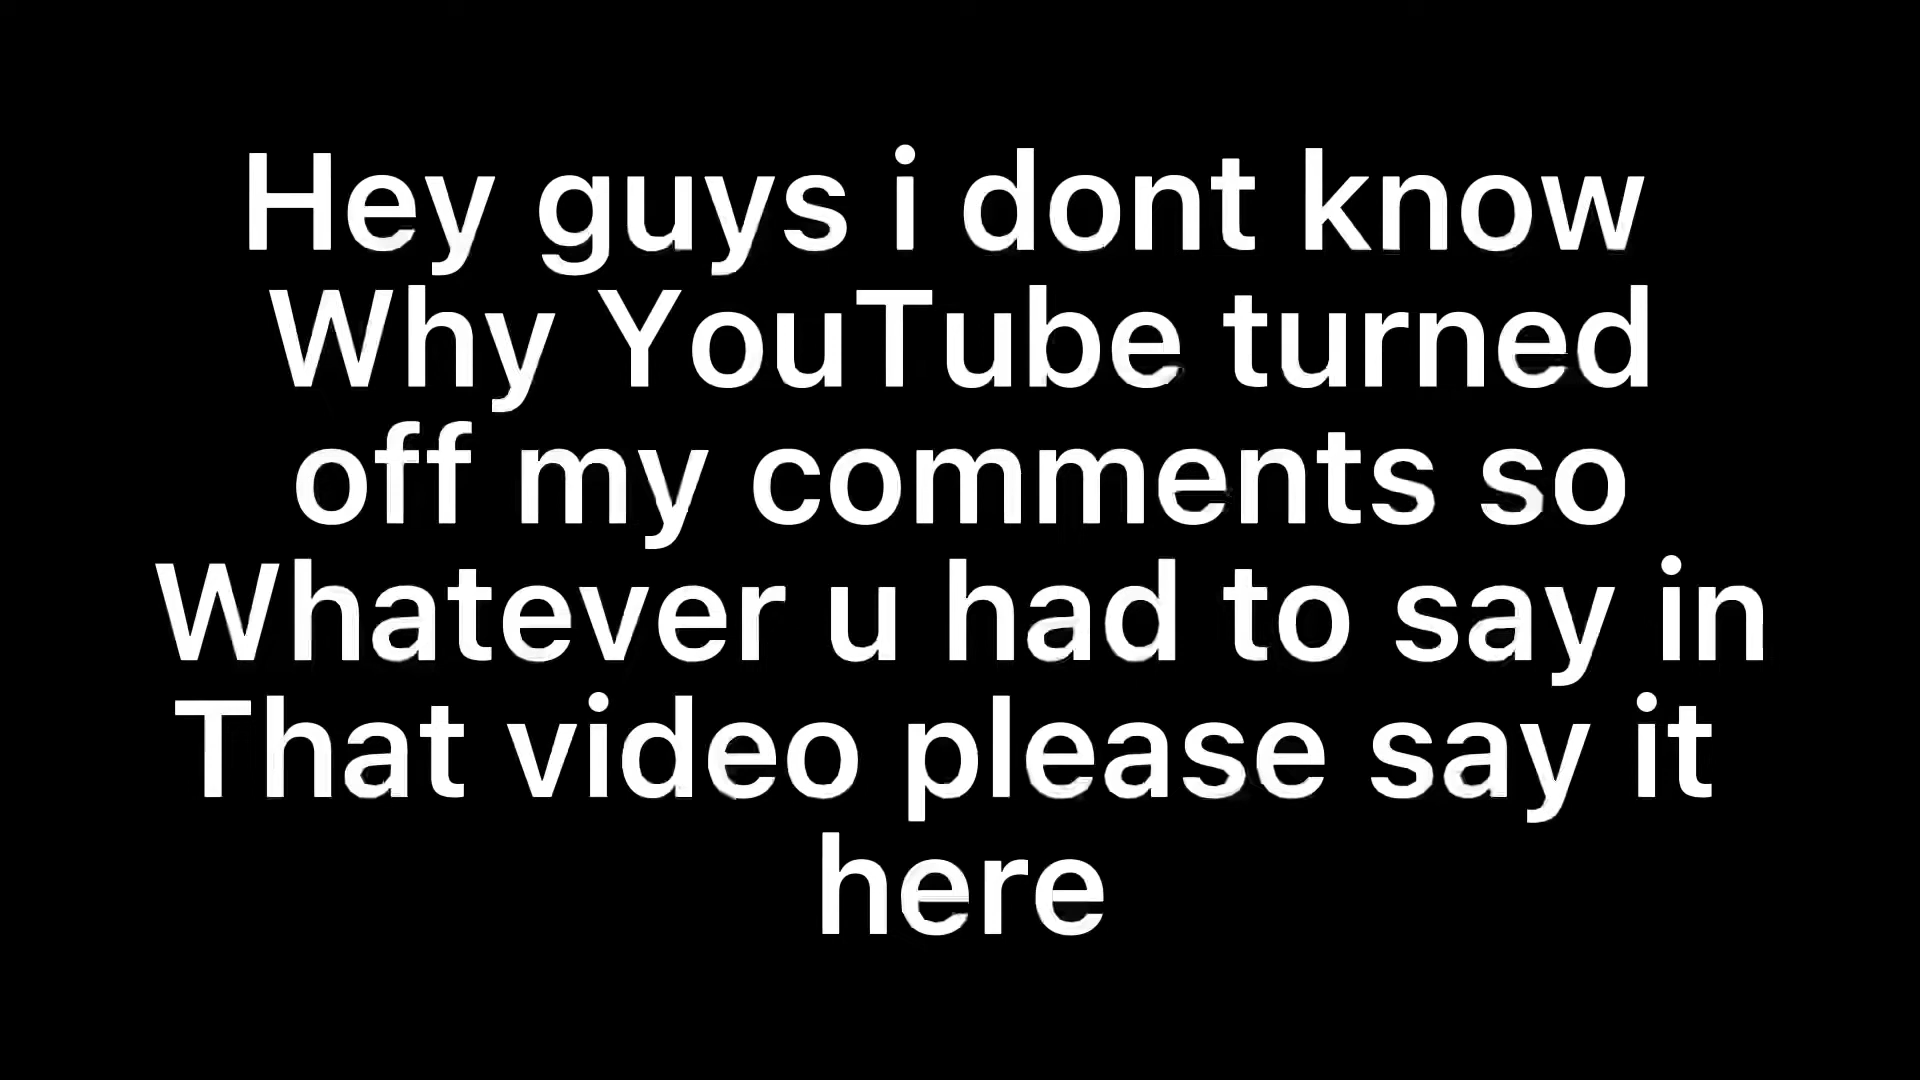 Hey guys i dont know
Why YouTube turned
off my comments so
Whatever u had to say in
That video please say it
here